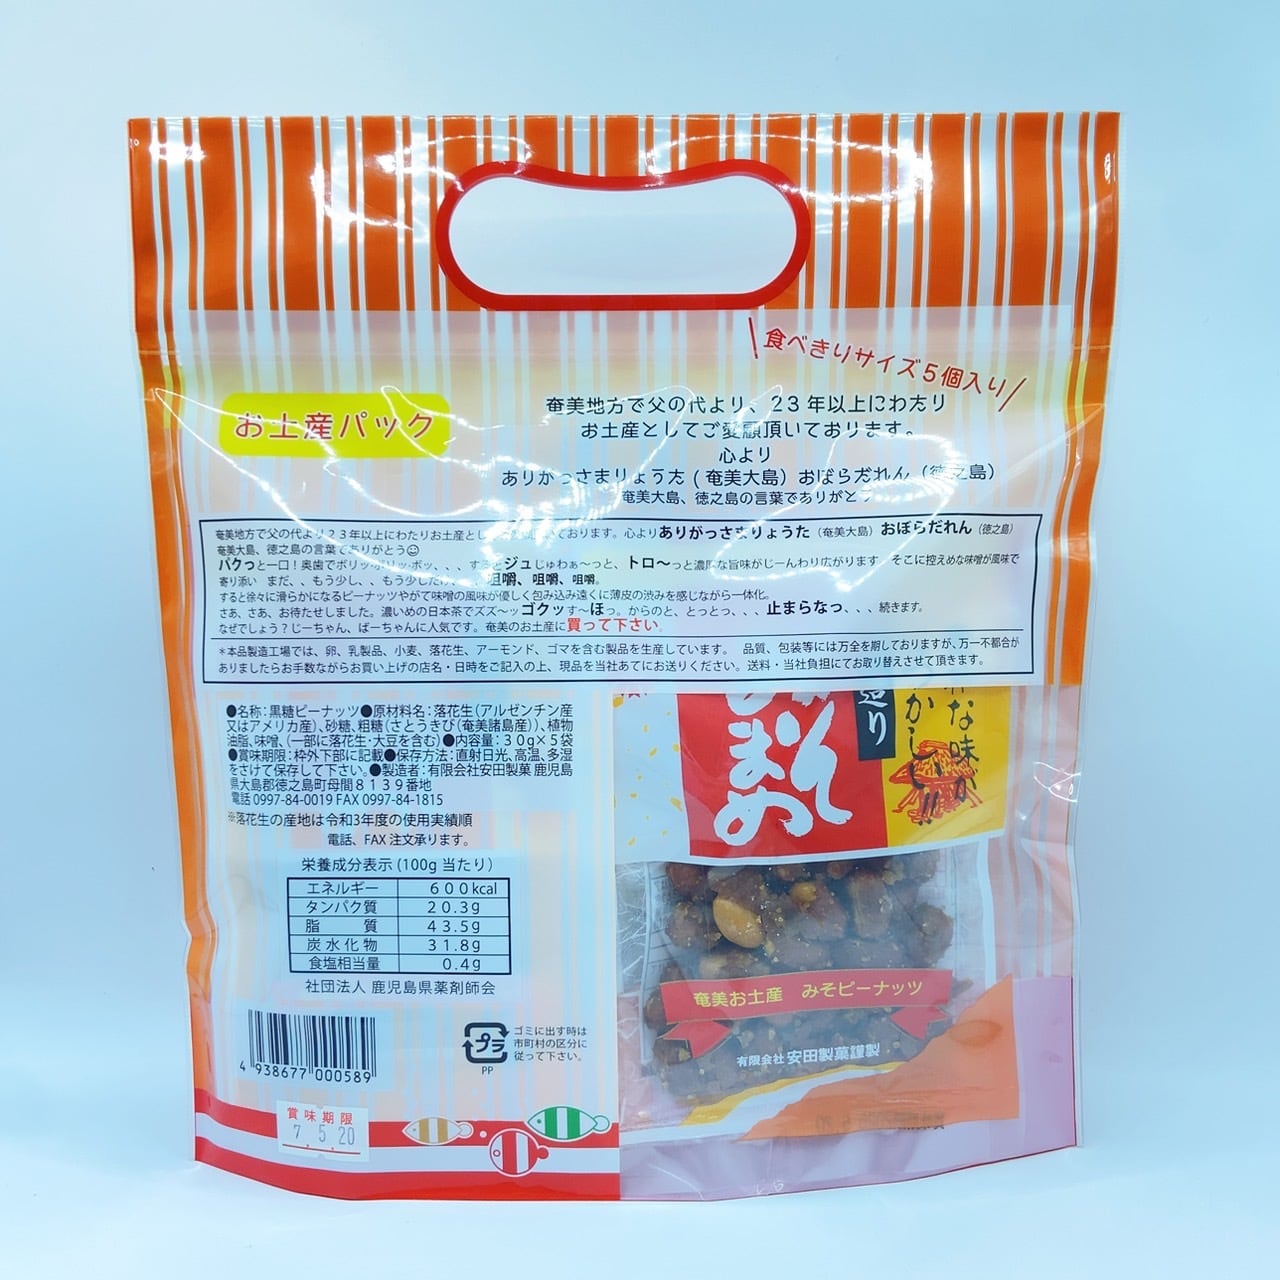 食べきりサイズ5個入り
お土産パック
奄美地方で父の代より、23年以上にわたり
お土産としてご愛顧頂いております。
心より
ありがっさまりょうた(奄美大島)おぼらだれん(徳之島)
奄美大島、徳之島の言葉でありがとう
奄美地方で父の代より23年以上にわたりお土産としてご愛顧頂いております。心よりありがっさまりょうた(奄美大島)おぼらだれん(徳之島)
奄美大島、徳之島の言葉でありがとう
パクっと一口!奥歯でボリッ・ボリッ・ボッ、、、するとジュじゅわぁ〜っと、トロ〜っと濃厚な旨味がじーんわり広がります。そこに控えめな味噌が風味で
寄り添い まだ、、もう少し、、もう少しだけ、、、咀嚼、咀嚼、咀嚼。
すると徐々に滑らかになるピーナッツやがて味噌の風味が優しく包み込み遠くに薄皮の渋みを感じながら一体化。
さあ、さあ、お待たせしました。濃いめの日本茶でズズ〜ッゴクッす〜ほっ。からのと、とっとっ、、、止まらなっ、、、続きます。
なぜでしょう?じーちゃん、ばーちゃんに人気です。奄美のお土産に買って下さい。
*本品製造工場では、卵、乳製品、小麦、落花生、アーモンド、ゴマを含む製品を生産しています。 品質、包装等には万全を期しておりますが、万一不都合が
ありましたらお手数ながらお買い上げの店名・日時をご記入の上、現品を当社あてにお送りください。送料・当社負担にてお取り替えさせて頂きます。
●名称:黒糖ピーナッツ●原材料名:落花生(アルゼンチン産
又はアメリカ産)、砂糖、粗糖(さとうきび(奄美諸島産))、植物
油脂、味噌、(一部に落花生・大豆を含む)●内容量:30g×5袋
●賞味期限:枠外下部に記載●保存方法:直射日光、高温、多湿
をさけて保存して下さい。●製造者:有限会社安田製菓 鹿児島
県大島郡徳之島町母間8139番地
電話 0997-84-0019 FAX 0997-84-1815
※落花生の産地は令和3年度の使用実績順
電話、FAX 注文承ります。
栄養成分表示(100g当たり)
エネルギー 600kcal
タンパク質 20.3g
脂質 43.5g
炭水化物 31.8g
食塩相当量 0.4g
社団法人 鹿児島県薬剤師会
4 938677 000589
プラ
PP
ゴミに出す時は
市町村の区分に
従って下さい。
賞味期限
7.5.20
造り
みそ
まめ
な味が
かしい!!
奄美お土産 みそピーナッツ
有限会社 安田製菓謹製